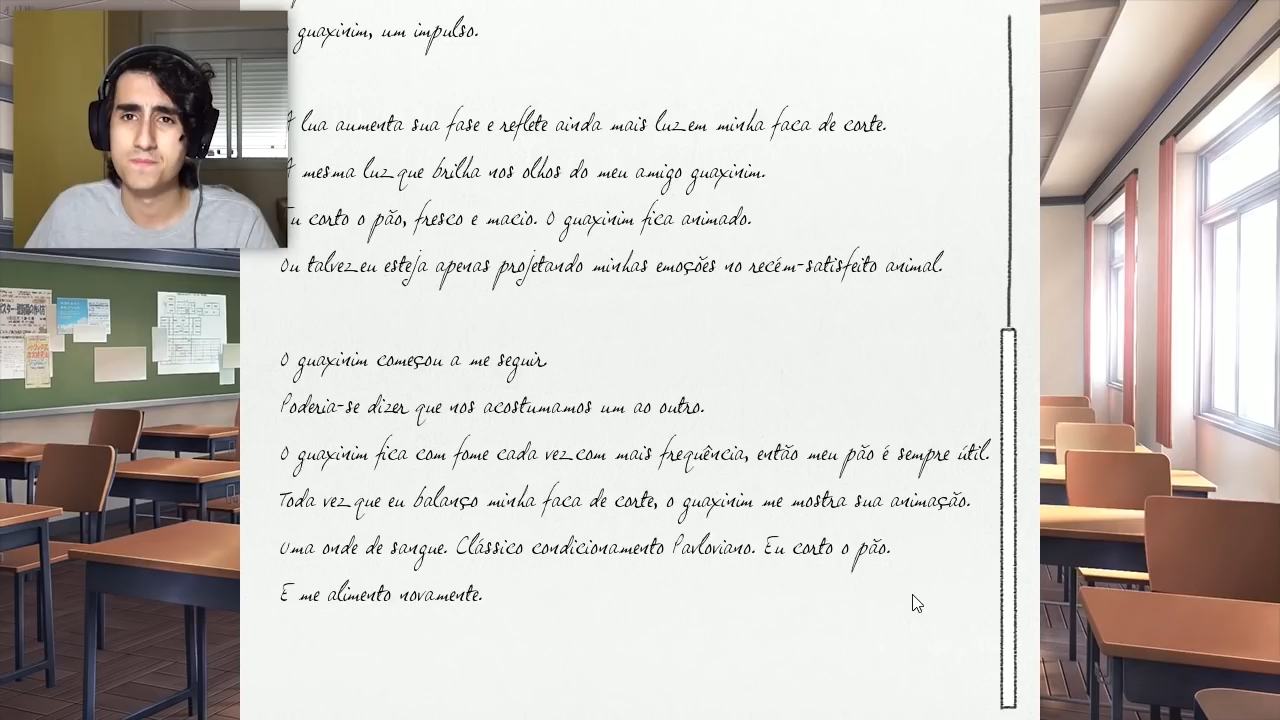 guaxinim, um impulso.
A lua aumenta sua fase e reflete ainda mais luz em minha faca de corte.
A mesma luz que brilha nos olhos do meu amigo guaxinim.
Eu corto o pão, fresco e macio. O guaxinim fica animado.
Ou talvez eu esteja apenas projetando minhas emoções no recém-satisfeito animal.
O guaxinim começou a me seguir
Poderia-se dizer que nos acostumamos um ao outro.
O guaxinim fica com fome cada vez com mais frequência, então meu pão é sempre útil.
Toda vez que eu balanço minha faca de corte, o guaxinim me mostra sua animação.
Uma onde de sangue. Clássico condicionamento Pavloviano. Eu corto o pão.
E me alimento novamente.